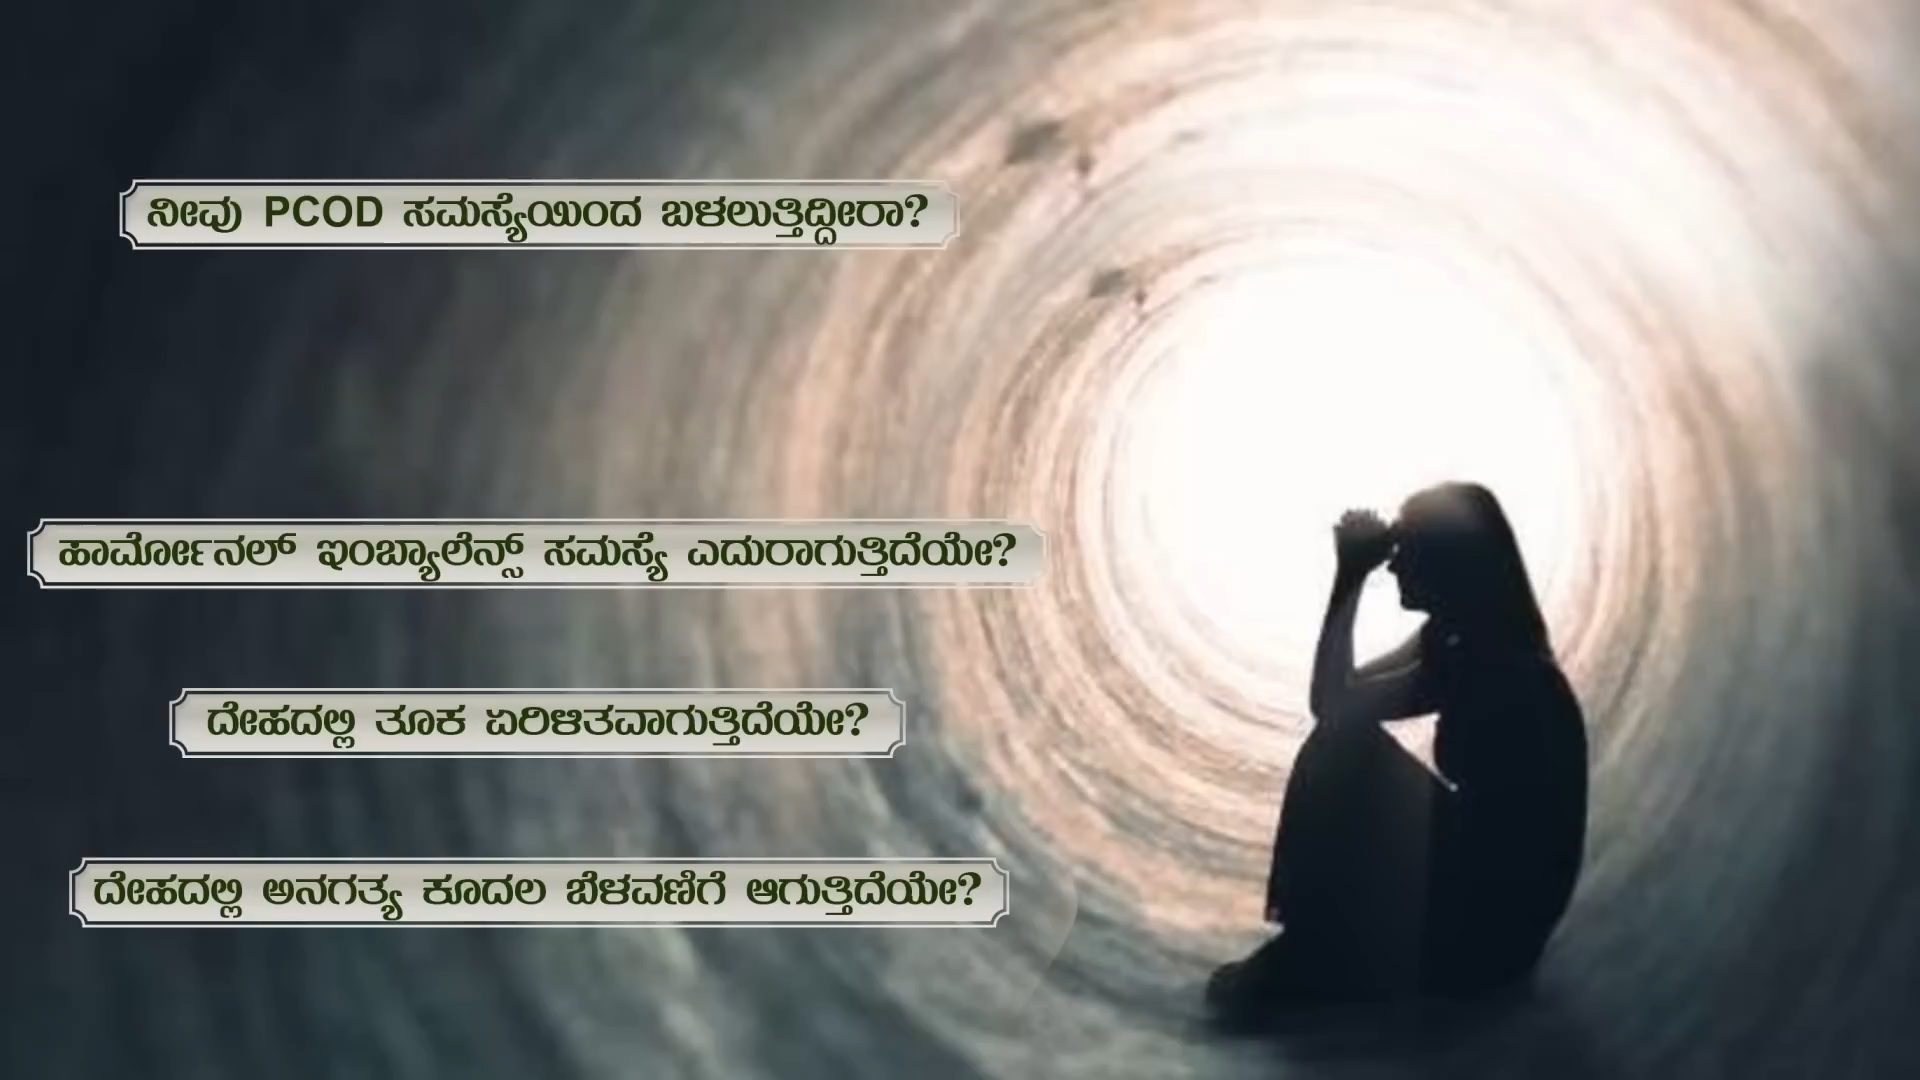 ನೀವು PCOD ಸಮಸ್ಯೆಯಿಂದ ಬಳಲುತ್ತಿದ್ದೀರಾ?
ಹಾರ್ಮೋನಲ್ ಇಂಬ್ಯಾಲೆನ್ಸ್ ಸಮಸ್ಯೆ ಎದುರಾಗುತ್ತಿದೆಯೇ?
ದೇಹದಲ್ಲಿ ತೂಕ ಏರಿಳಿತವಾಗುತ್ತಿದೆಯೇ?
ದೇಹದಲ್ಲಿ ಅನಗತ್ಯ ಕೂದಲ ಬೆಳವಣಿಗೆ ಆಗುತ್ತಿದೆಯೇ?